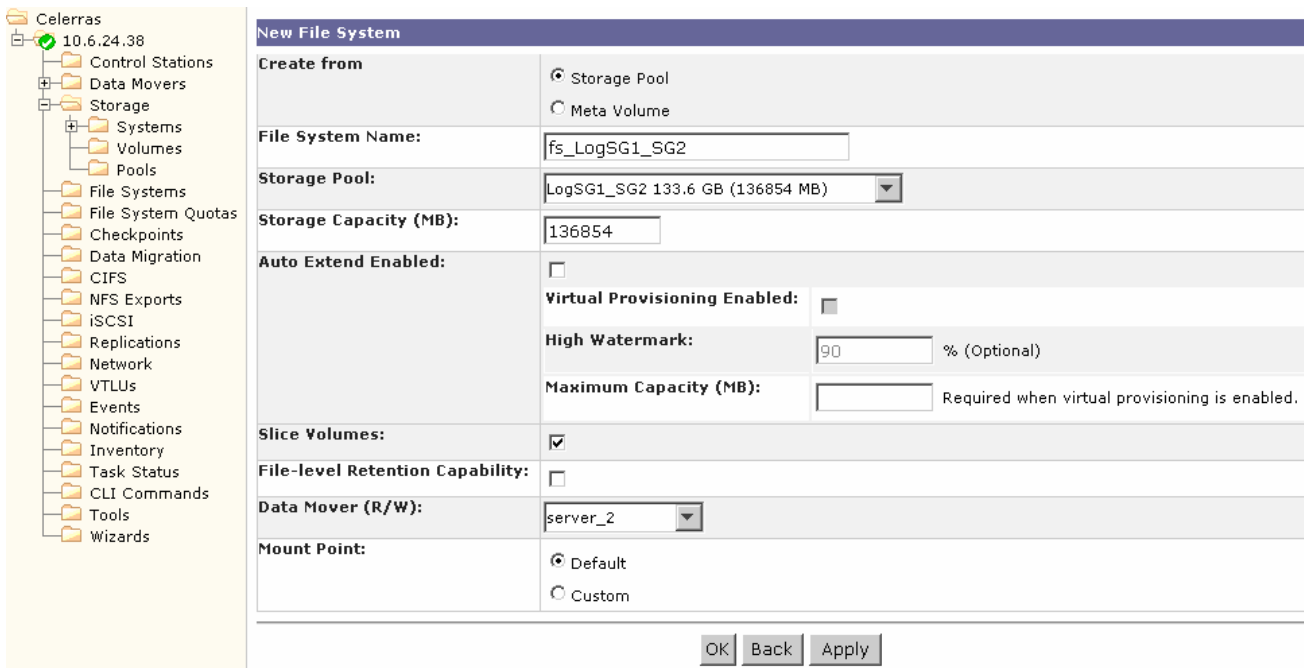 Celerras
10.6.24.38
Control Stations
Data Movers
Storage
Systems
Volumes
Pools
File Systems
File System Quotas
Checkpoints
Data Migration
CIFS
NFS Exports
iSCSI
Replications
Network
VTLUs
Events
Notifications
Inventory
Task Status
CLI Commands
Tools
Wizards
New File System
Create from
Storage Pool
Meta Volume
File System Name:
fs_LogSG1_SG2
Storage Pool:
LogSG1_SG2 133.6 GB (136854 MB)
Storage Capacity (MB):
136854
Auto Extend Enabled:
Virtual Provisioning Enabled:
High Watermark:
90 % (Optional)
Maximum Capacity (MB):
Required when virtual provisioning is enabled.
Slice Volumes:
File-level Retention Capability:
Data Mover (R/W):
server_2
Mount Point:
Default
Custom
OK Back Apply